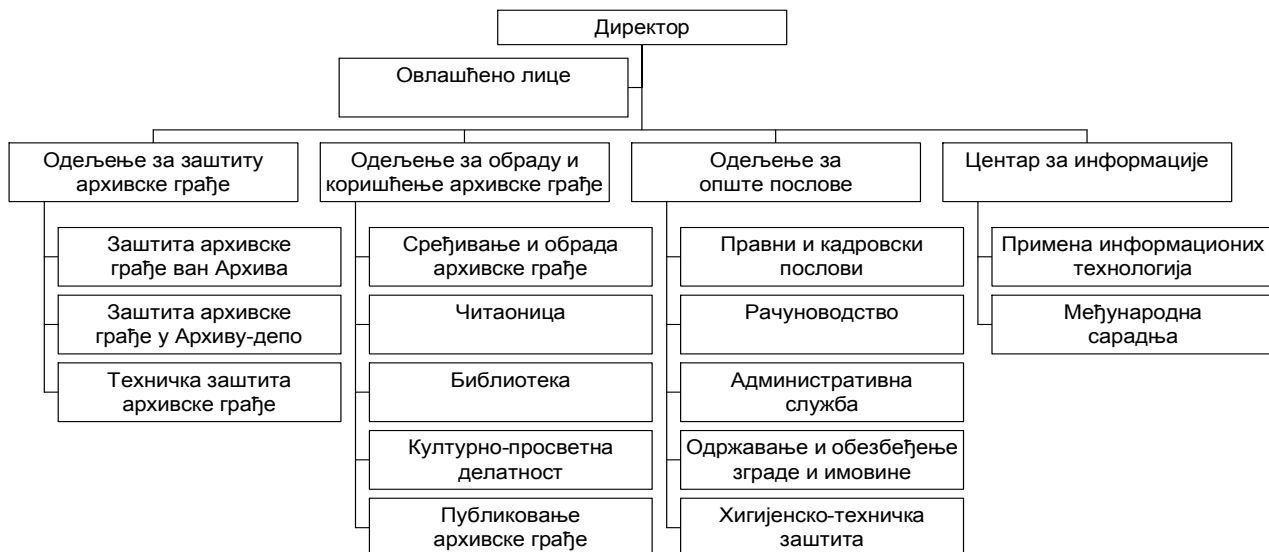 Директор
Овлашћено лице
Одељење за заштиту
архивске грађе
Одељење за обраду и
коришћење архивске грађе
Одељење за
опште послове
Центар за информације
Заштита архивске
грађе ван Архива
Заштита архивске
грађе у Архиву-депо
Техничка заштита
архивске грађе
Сређивање и обрада
архивске грађе
Читаоница
Библиотека
Културно-просветна
делатност
Публиковање
архивске грађе
Правни и кадровски
послови
Рачуноводство
Административна
служба
Одржавање и обезбеђење
зграде и имовине
Хигијенско-техничка
заштита
Примена информационих
технологија
Међународна
сарадња